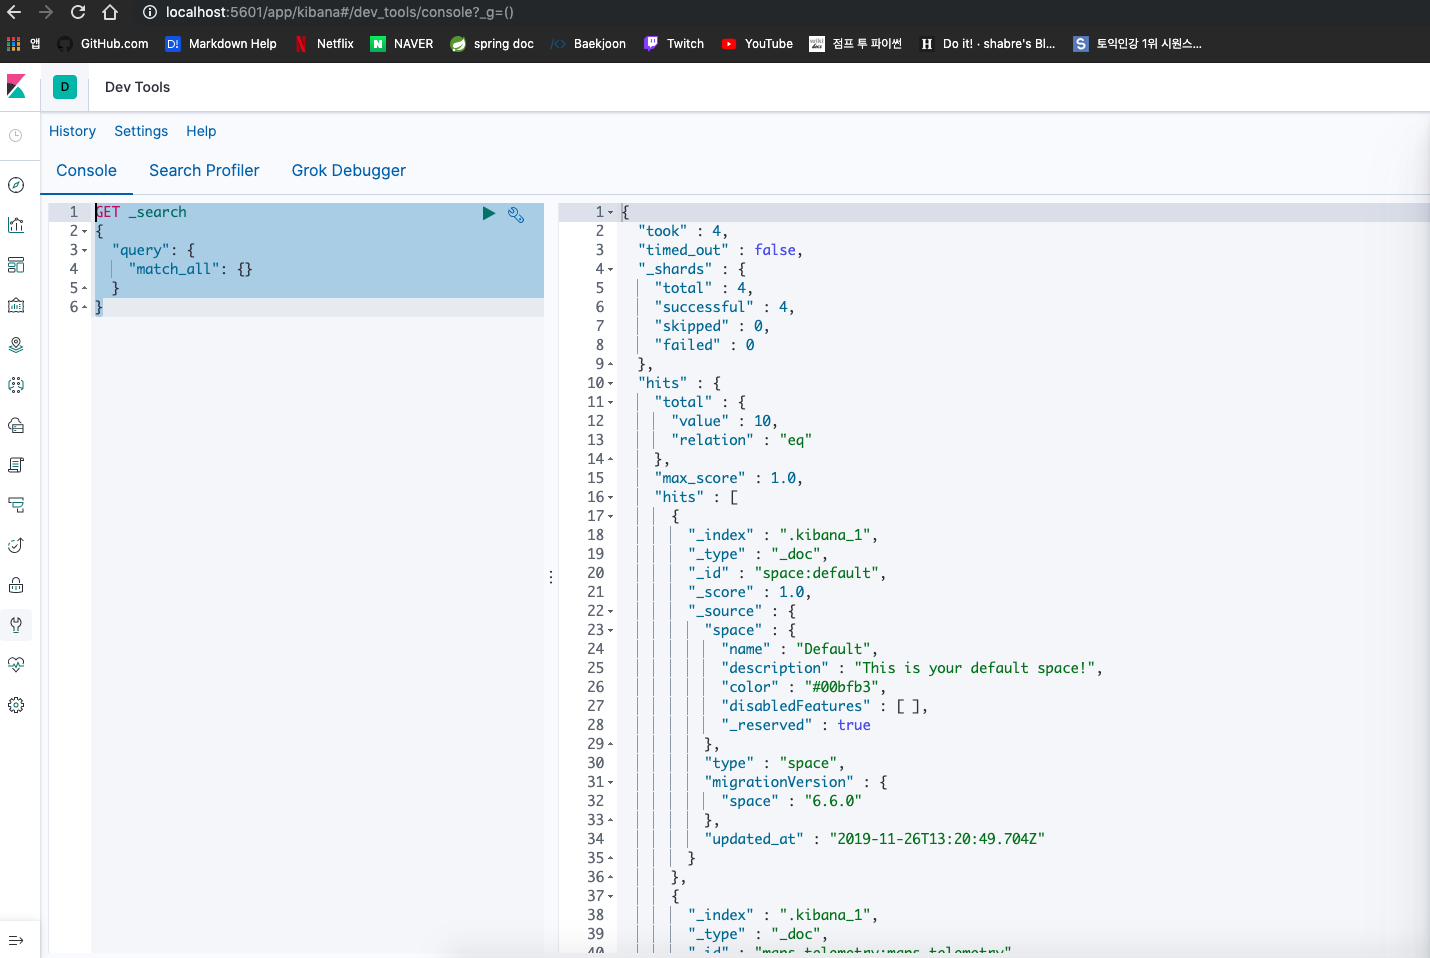 localhost:5601/app/kibana#/dev_tools/console?_g=()
앱 GitHub.com D! Markdown Help Netflix N NAVER spring doc Baekjoon Twitch YouTube 점프 투 파이썬 H Do it! · shabre's Bl... S 토익인강 1위 시원스...
D Dev Tools
History Settings Help
Console Search Profiler Grok Debugger
1 GET _search
2 {
3 "query": {
4 "match_all": {}
5 }
6 }
1 {
2 "took" : 4,
3 "timed_out" : false,
4 "_shards" : {
5 "total" : 4,
6 "successful" : 4,
7 "skipped" : 0,
8 "failed" : 0
9 },
10 "hits" : {
11 "total" : {
12 "value" : 10,
13 "relation" : "eq"
14 },
15 "max_score" : 1.0,
16 "hits" : [
17 {
18 "_index" : ".kibana_1",
19 "_type" : "_doc",
20 "_id" : "space:default",
21 "_score" : 1.0,
22 "_source" : {
23 "space" : {
24 "name" : "Default",
25 "description" : "This is your default space!",
26 "color" : "#00bfb3",
27 "disabledFeatures" : [ ],
28 "_reserved" : true
29 },
30 "type" : "space",
31 "migrationVersion" : {
32 "space" : "6.6.0"
33 },
34 "updated_at" : "2019-11-26T13:20:49.704Z"
35 }
36 },
37 {
38 "_index" : ".kibana_1",
39 "_type" : "_doc",
40 "_id" : "maps-telemetry:maps-telemetry"